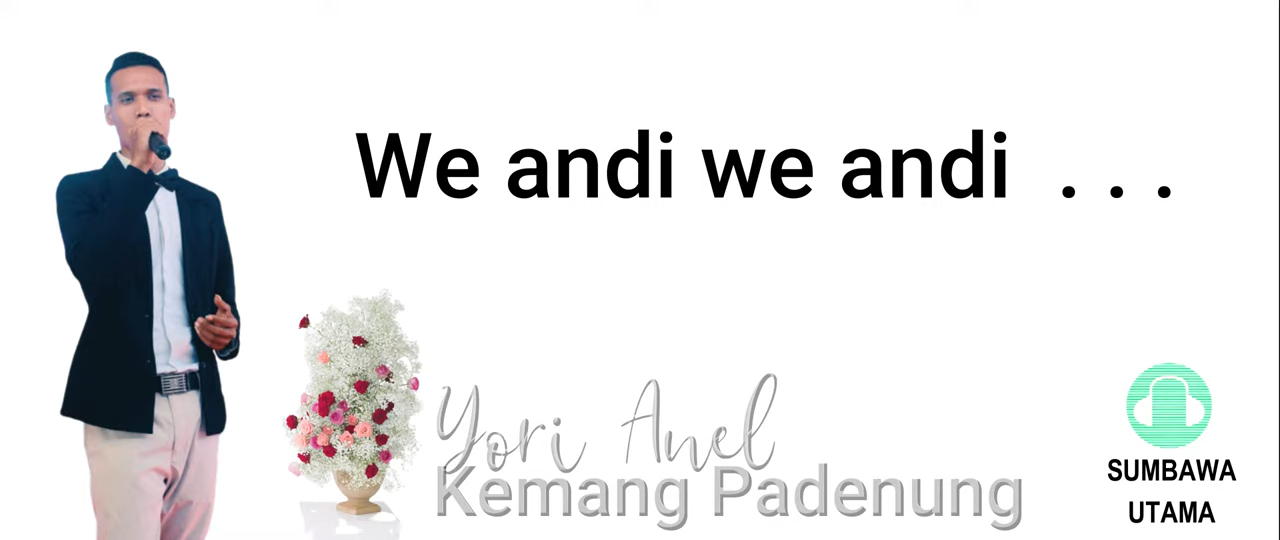 We andi we andi . . .
Yori Anel
Kemang Padenung
SUMBAWA
UTAMA